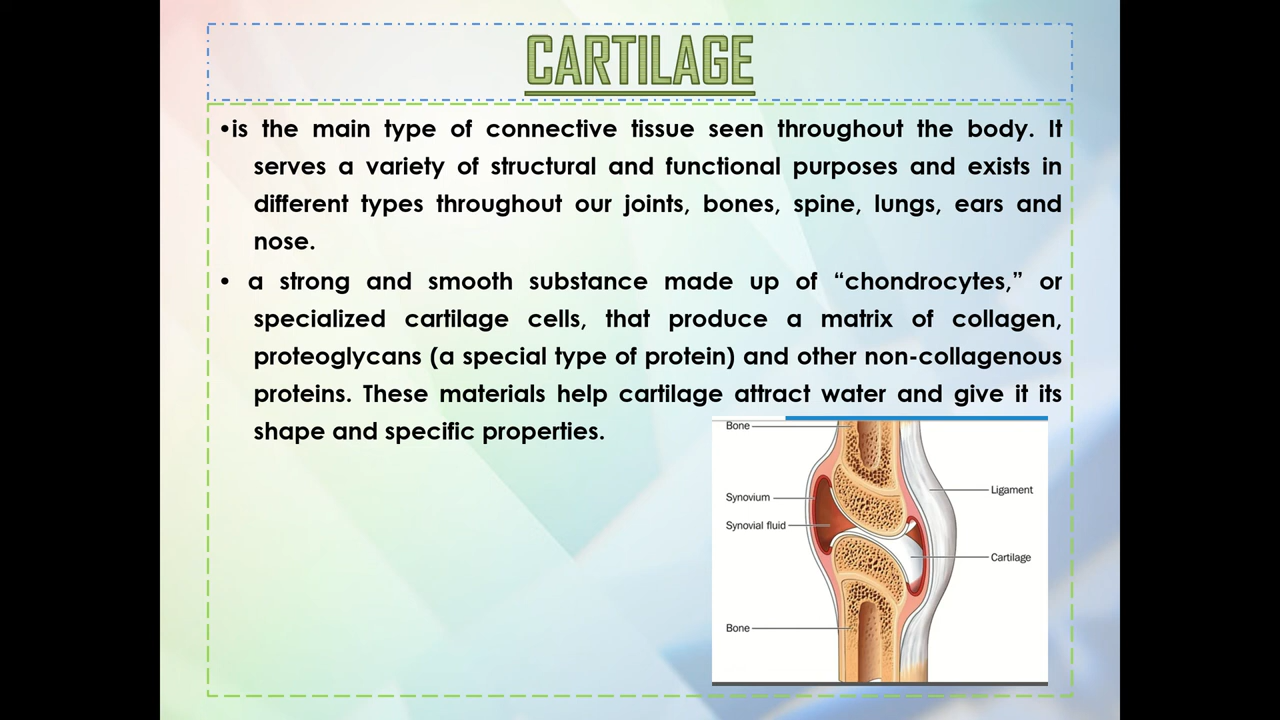 CARTILAGE
•is the main type of connective tissue seen throughout the body. It
serves a variety of structural and functional purposes and exists in
different types throughout our joints, bones, spine, lungs, ears and
nose.
• a strong and smooth substance made up of “chondrocytes,” or
specialized cartilage cells, that produce a matrix of collagen,
proteoglycans (a special type of protein) and other non-collagenous
proteins. These materials help cartilage attract water and give it its
shape and specific properties.
Bone
Ligament
Synovium
Synovial fluid
Cartilage
Bone